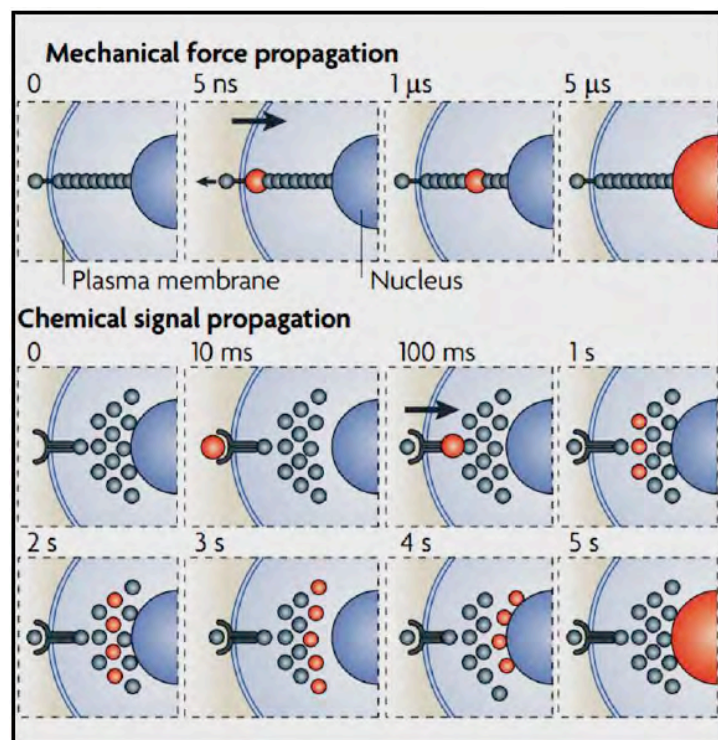 Mechanical force propagation
0 5 ns 1 μs 5 μs
Plasma membrane Nucleus
Chemical signal propagation
0 10 ms 100 ms 1 s
2 s 3 s 4 s 5 s